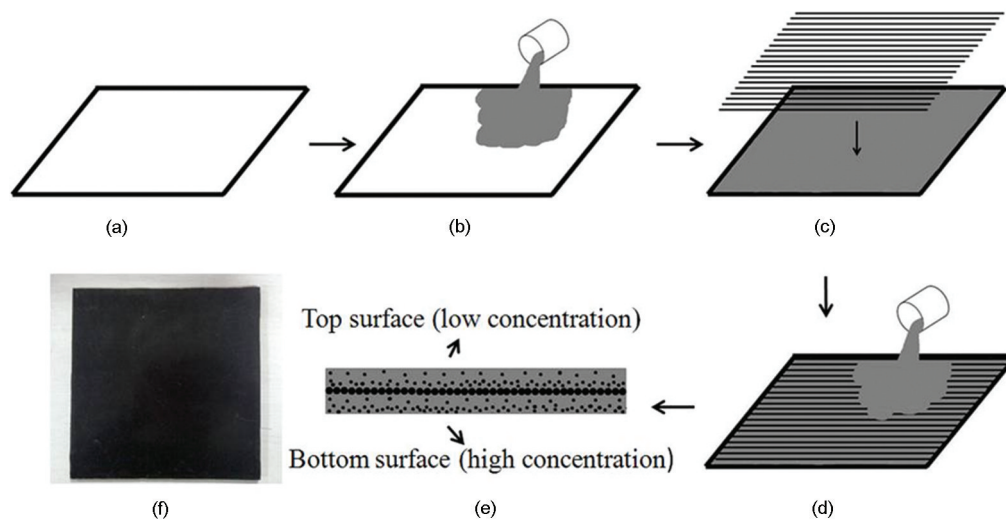 (a)
(b)
(c)
Top surface (low concentration)
Bottom surface (high concentration)
(f)
(e)
(d)